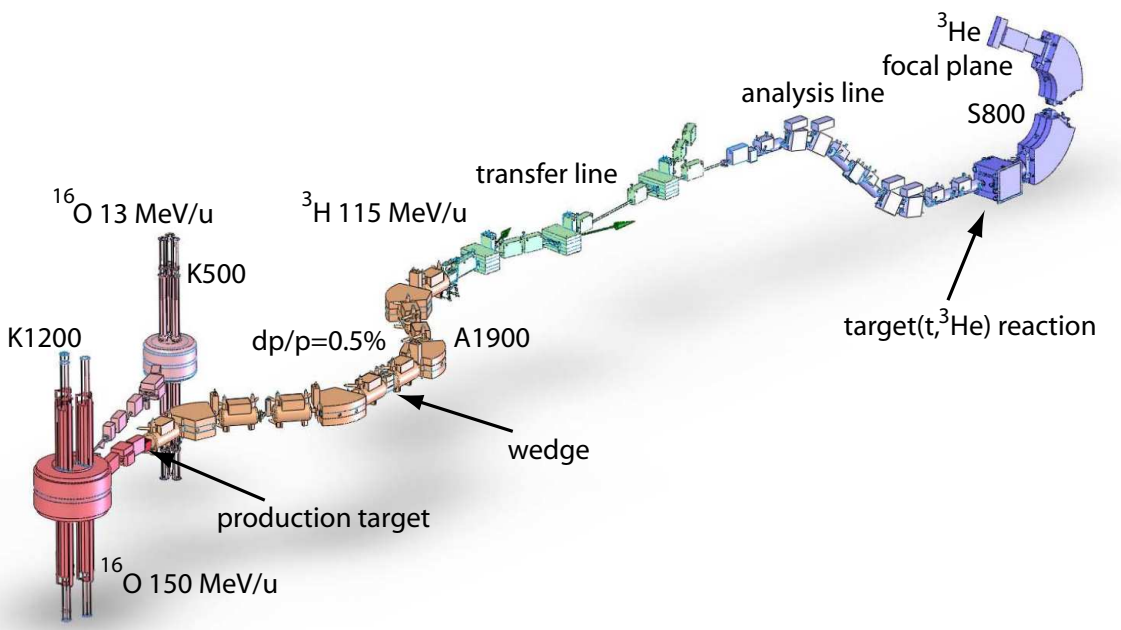 ³He
focal plane
S800
analysis line
transfer line
³H 115 MeV/u
¹⁶O 13 MeV/u
K500
K1200
dp/p=0.5%
A1900
target(t,³He) reaction
wedge
production target
¹⁶O 150 MeV/u